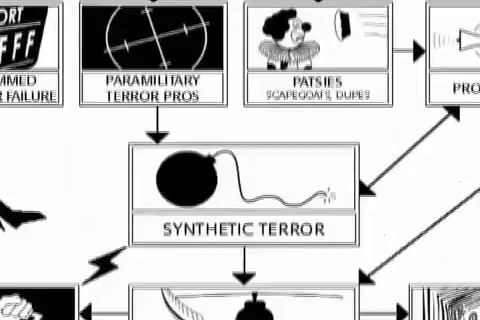 ORT
FFF
MMED
R FAILURE
PARAMILITARY
TERROR PROS
PATSIES
SCAPEGOATS, DUPES
PRO
SYNTHETIC TERROR